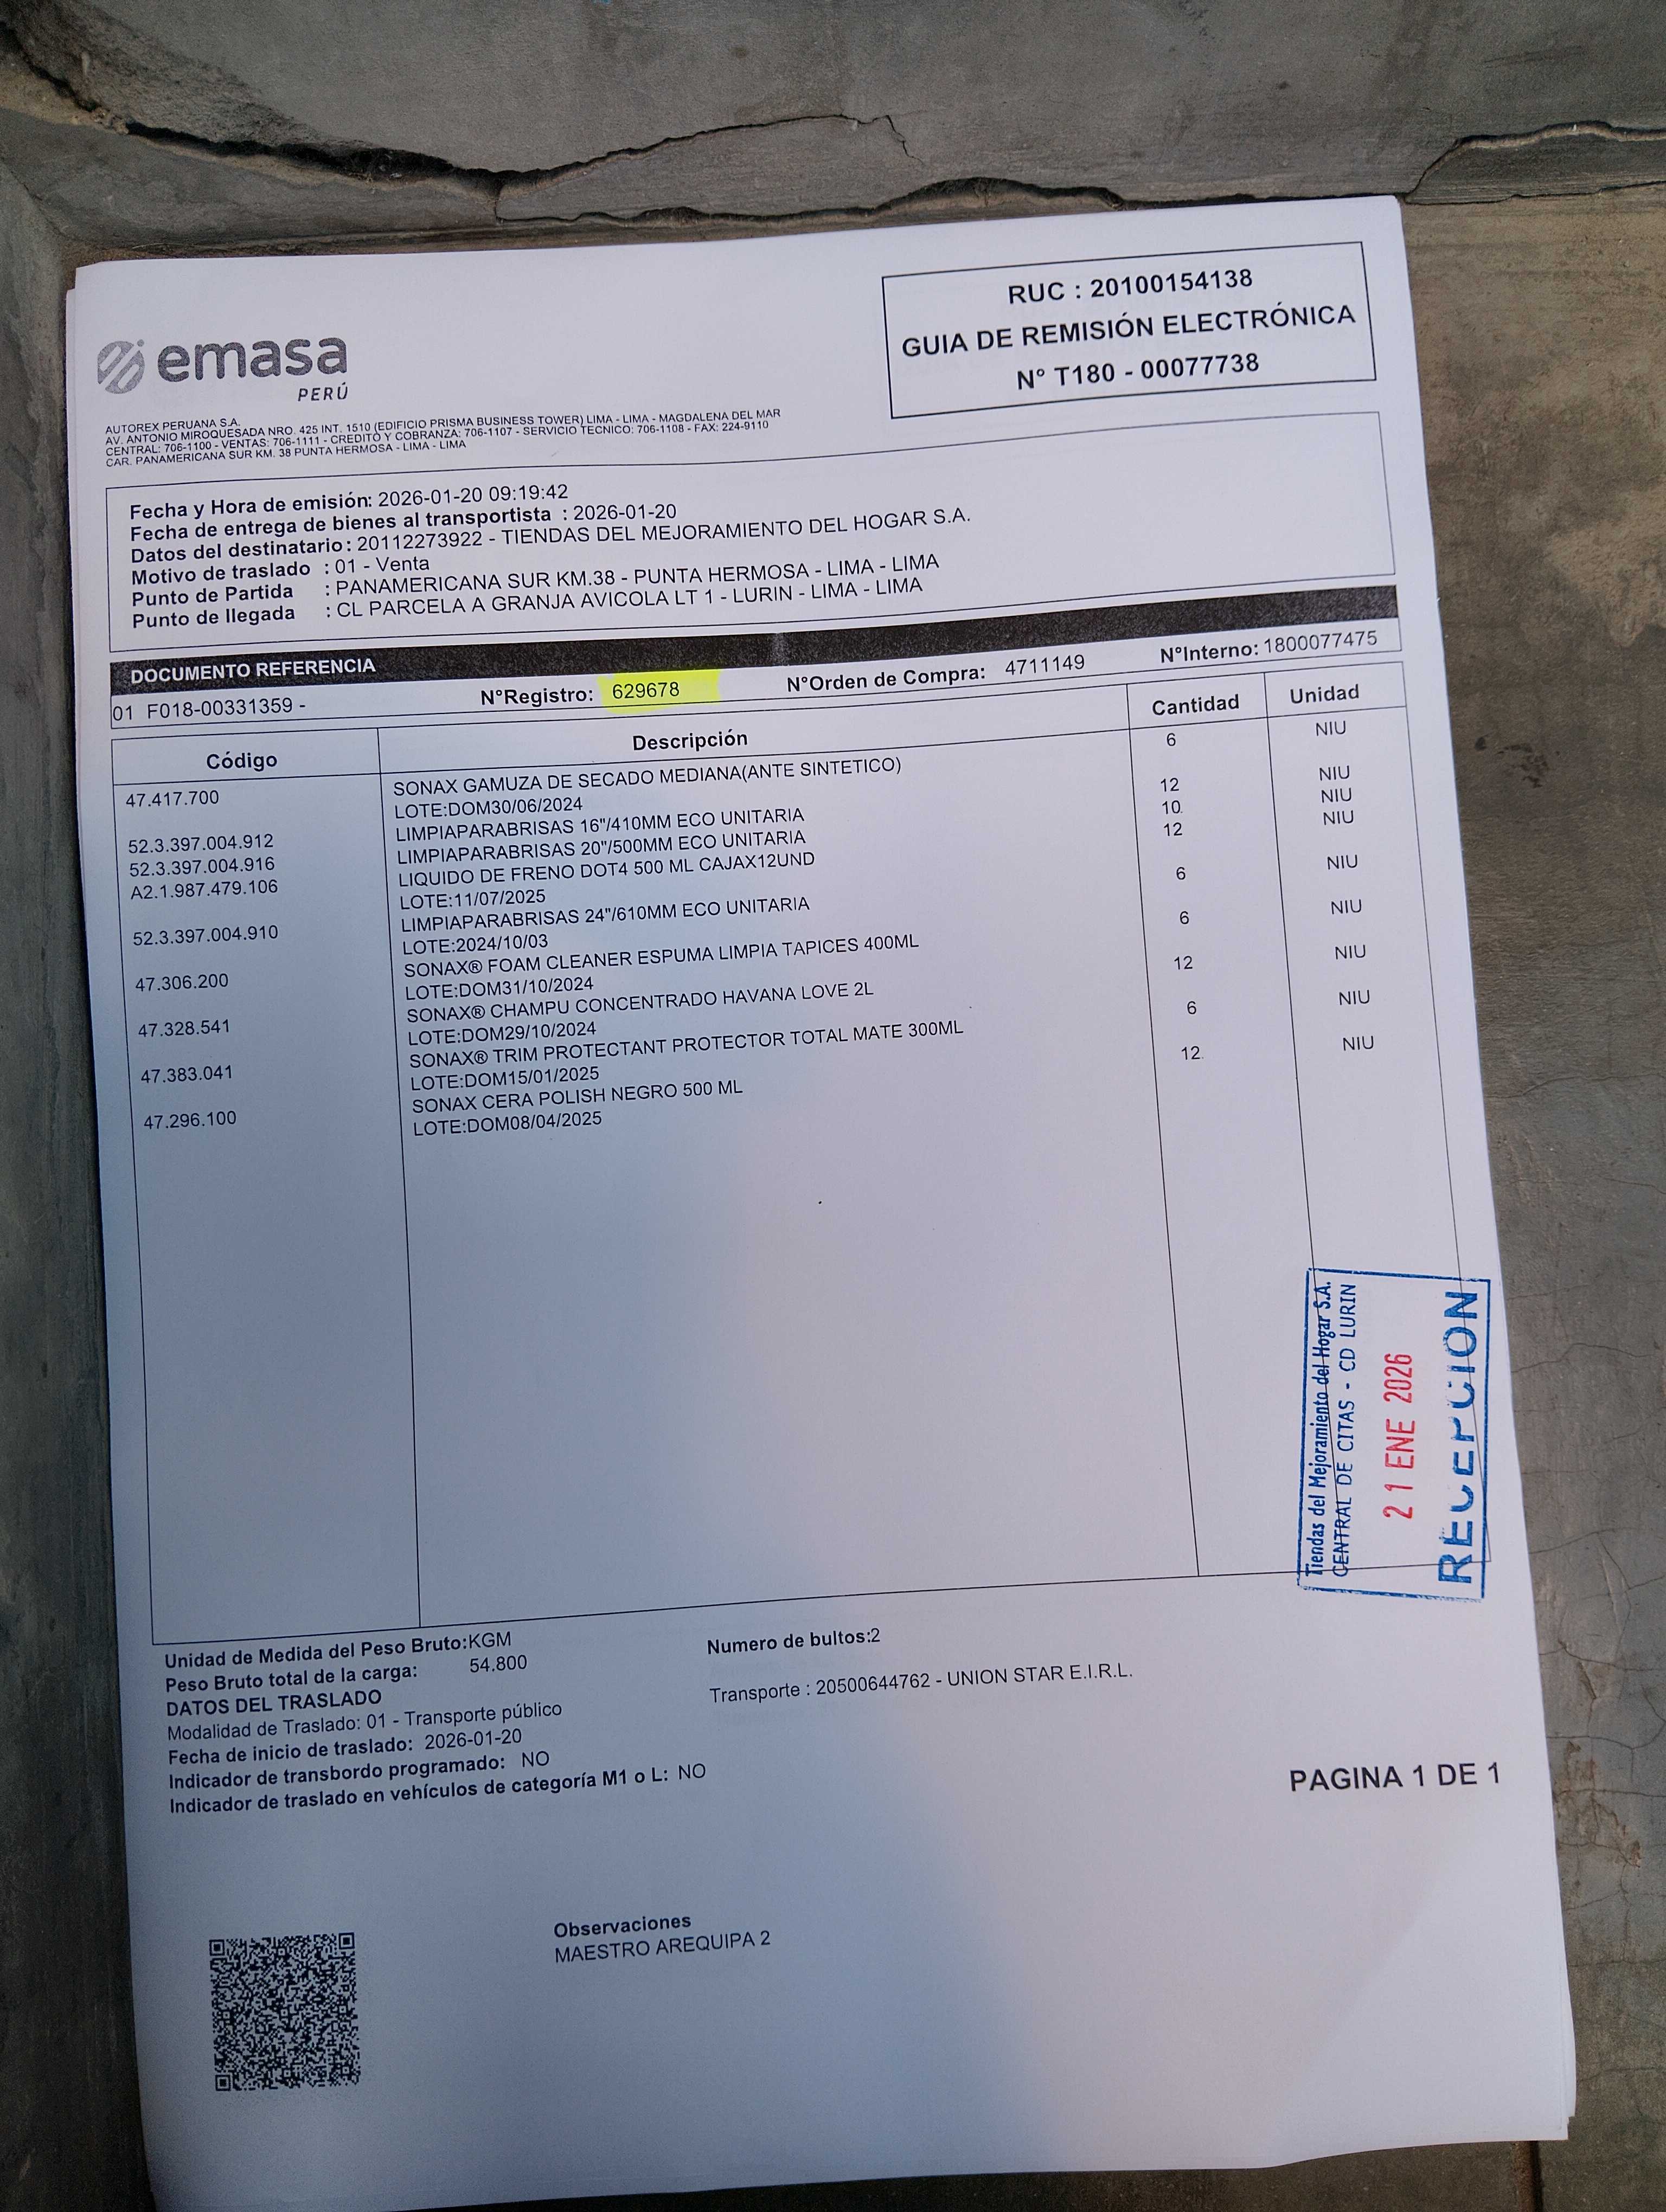 RUC : 20100154138
GUIA DE REMISIÓN ELECTRÓNICA
N° T180 - 00077738
emasa
PERÚ
AUTOREX PERUANA S.A.
AV. ANTONIO MIROQUESADA NRO. 425 INT. 1510 (EDIFICIO PRISMA BUSINESS TOWER) LIMA - LIMA - MAGDALENA DEL MAR
CENTRAL: 706-1100 - VENTAS: 706-1111 - CREDITO Y COBRANZA: 706-1107 - SERVICIO TECNICO: 706-1108 - FAX: 224-9110
CAR. PANAMERICANA SUR KM. 38 PUNTA HERMOSA - LIMA - LIMA
Fecha y Hora de emisión: 2026-01-20 09:19:42
Fecha de entrega de bienes al transportista : 2026-01-20
Datos del destinatario: 20112273922 - TIENDAS DEL MEJORAMIENTO DEL HOGAR S.A.
Motivo de traslado : 01 - Venta
Punto de Partida : PANAMERICANA SUR KM.38 - PUNTA HERMOSA - LIMA - LIMA
Punto de llegada : CL PARCELA A GRANJA AVICOLA LT 1 - LURIN - LIMA - LIMA
DOCUMENTO REFERENCIA
01 F018-00331359 - N°Registro: 629678 N°Orden de Compra: 4711149 N°Interno: 1800077475
Código Descripción Cantidad Unidad
47.417.700 SONAX GAMUZA DE SECADO MEDIANA(ANTE SINTETICO) 6 NIU
LOTE:DOM30/06/2024
52.3.397.004.912 LIMPIAPARABRISAS 16"/410MM ECO UNITARIA 12 NIU
52.3.397.004.916 LIMPIAPARABRISAS 20"/500MM ECO UNITARIA 10 NIU
A2.1.987.479.106 LIQUIDO DE FRENO DOT4 500 ML CAJAX12UND 12 NIU
LOTE:11/07/2025
52.3.397.004.910 LIMPIAPARABRISAS 24"/610MM ECO UNITARIA 6 NIU
LOTE:2024/10/03
47.306.200 SONAX® FOAM CLEANER ESPUMA LIMPIA TAPICES 400ML 6 NIU
LOTE:DOM31/10/2024
47.328.541 SONAX® CHAMPU CONCENTRADO HAVANA LOVE 2L 12 NIU
LOTE:DOM29/10/2024
47.383.041 SONAX® TRIM PROTECTANT PROTECTOR TOTAL MATE 300ML 6 NIU
LOTE:DOM15/01/2025
47.296.100 SONAX CERA POLISH NEGRO 500 ML 12 NIU
LOTE:DOM08/04/2025
Tiendas del Mejoramiento del Hogar S.A.
CENTRAL DE CITAS - CD LURIN
21 ENE 2026
RECEPCION
Unidad de Medida del Peso Bruto:KGM Numero de bultos:2
Peso Bruto total de la carga: 54.800
DATOS DEL TRASLADO Transporte : 20500644762 - UNION STAR E.I.R.L.
Modalidad de Traslado: 01 - Transporte público
Fecha de inicio de traslado: 2026-01-20
Indicador de transbordo programado: NO
Indicador de traslado en vehículos de categoría M1 o L: NO
PAGINA 1 DE 1
Observaciones
MAESTRO AREQUIPA 2